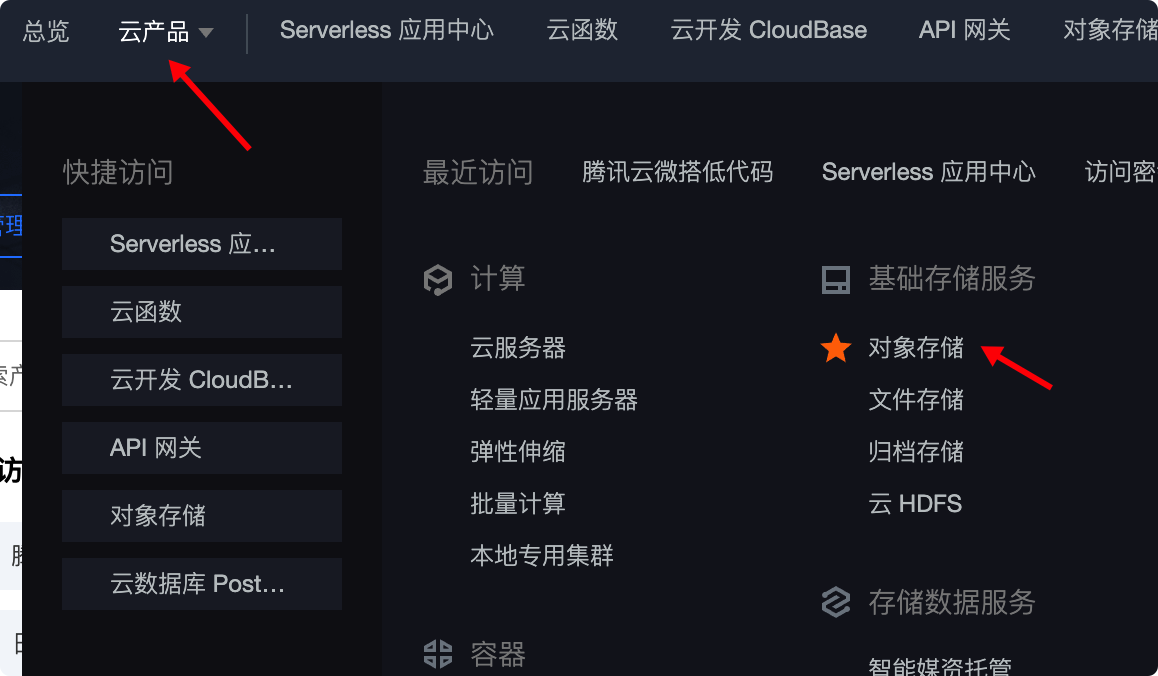 总览 云产品 Serverless 应用中心 云函数 云开发 CloudBase API 网关 对象存储
快捷访问
Serverless 应…
云函数
云开发 CloudB…
API 网关
对象存储
云数据库 Post…
最近访问 腾讯云微搭低代码 Serverless 应用中心 访问密
计算
云服务器
轻量应用服务器
弹性伸缩
批量计算
本地专用集群
容器
基础存储服务
对象存储
文件存储
归档存储
云 HDFS
存储数据服务
智能媒资托管
管理
索产
访